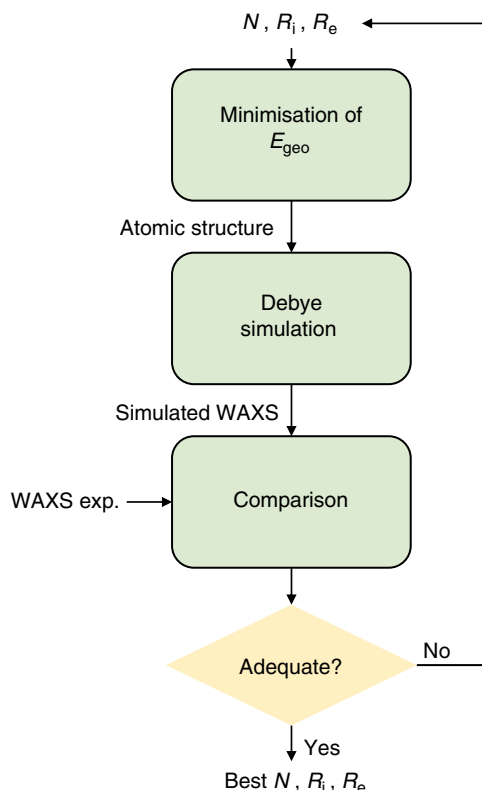 N , Ri , Re
Minimisation of
Egeo
Atomic structure
Debye
simulation
Simulated WAXS
WAXS exp.
Comparison
Adequate?
No
Yes
Best N , Ri , Re